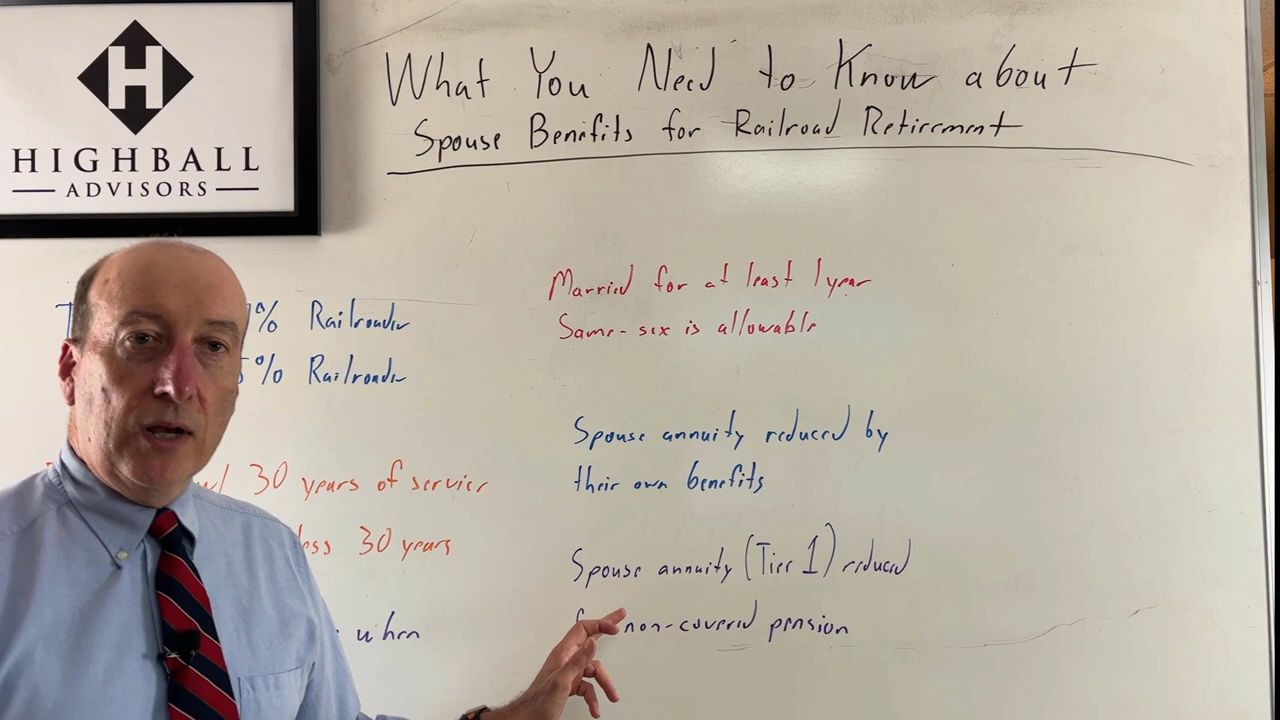 H
HIGHBALL
ADVISORS
What You Need to Know about
Spouse Benefits for Railroad Retirement
% Railroader
% Railroader
30 years of service
30 years
when
Married for at least 1 year
Same-sex is allowable
Spouse annuity reduced by
their own benefits
Spouse annuity (Tier 1) reduced
non-covered pension